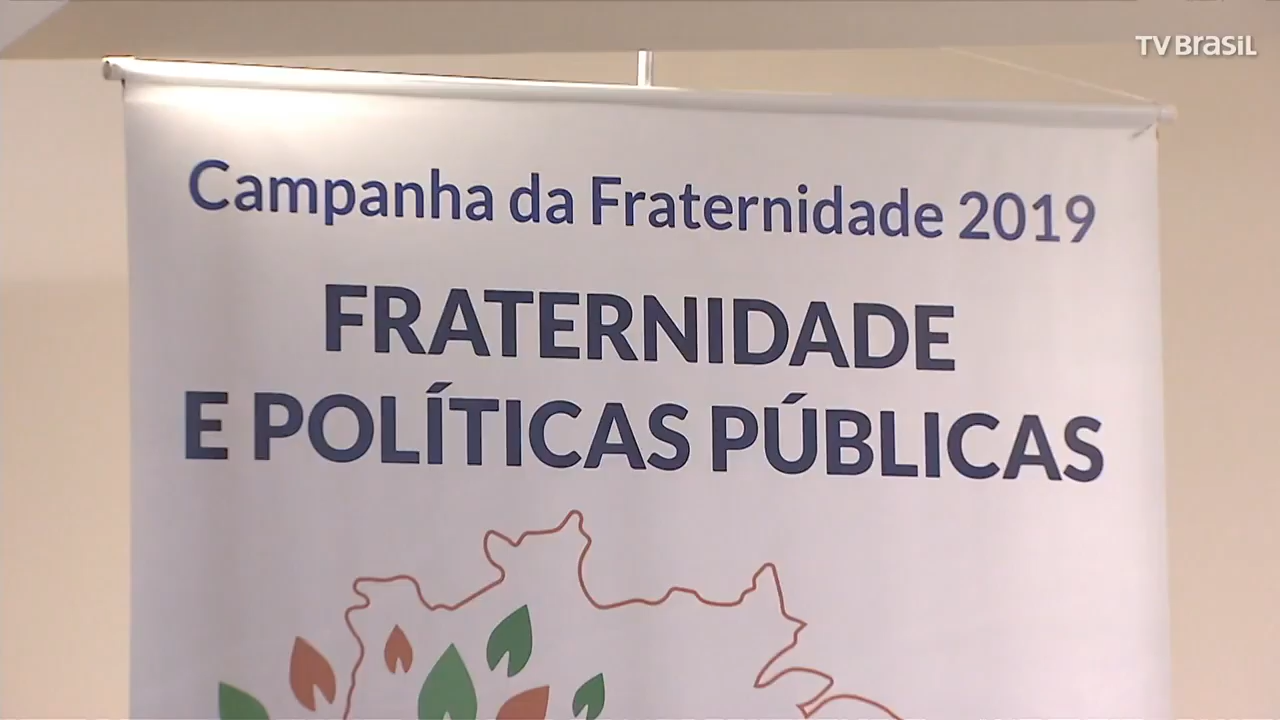 TV BRASIL
Campanha da Fraternidade 2019
FRATERNIDADE
E POLÍTICAS PÚBLICAS